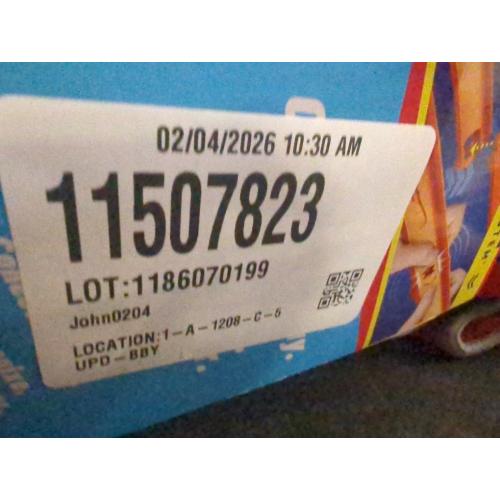 02/04/2026 10:30 AM
11507823
LOT:1186070199
John0204
LOCATION:1-A-1208-C-5
UPD-BBY